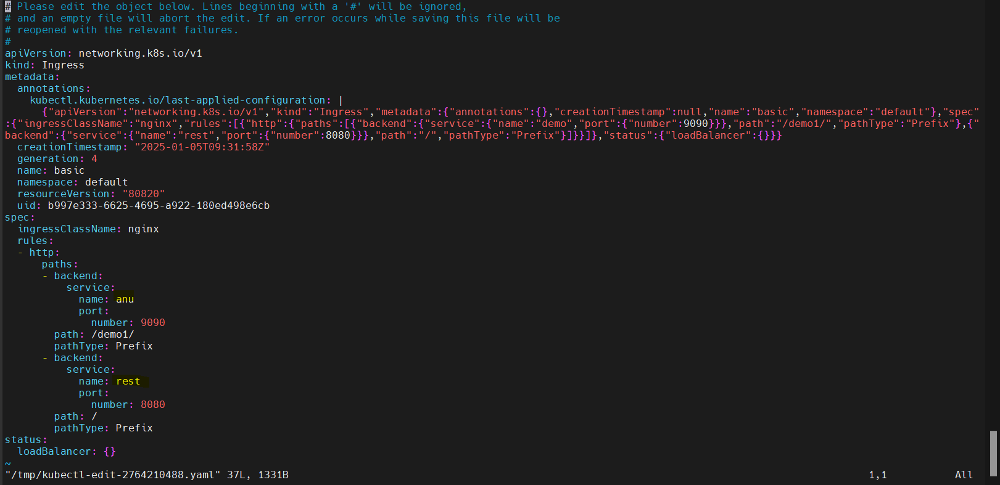 # Please edit the object below. Lines beginning with a '#' will be ignored,
# and an empty file will abort the edit. If an error occurs while saving this file will be
# reopened with the relevant failures.
#
apiVersion: networking.k8s.io/v1
kind: Ingress
metadata:
  annotations:
    kubectl.kubernetes.io/last-applied-configuration: |
      {"apiVersion":"networking.k8s.io/v1","kind":"Ingress","metadata":{"annotations":{},"creationTimestamp":null,"name":"basic","namespace":"default"},"spec"
:{"ingressClassName":"nginx","rules":[{"http":{"paths":[{"backend":{"service":{"name":"demo","port":{"number":9090}}},"path":"/demo1/","pathType":"Prefix"},{"
backend":{"service":{"name":"rest","port":{"number":8080}}},"path":"/","pathType":"Prefix"}]}}]},"status":{"loadBalancer":{}}}
  creationTimestamp: "2025-01-05T09:31:58Z"
  generation: 4
  name: basic
  namespace: default
  resourceVersion: "80820"
  uid: b997e333-6625-4695-a922-180ed498e6cb
spec:
  ingressClassName: nginx
  rules:
  - http:
      paths:
      - backend:
          service:
            name: anu
            port:
              number: 9090
        path: /demo1/
        pathType: Prefix
      - backend:
          service:
            name: rest
            port:
              number: 8080
        path: /
        pathType: Prefix
status:
  loadBalancer: {}
~
"/tmp/kubectl-edit-2764210488.yaml" 37L, 1331B 1,1 All